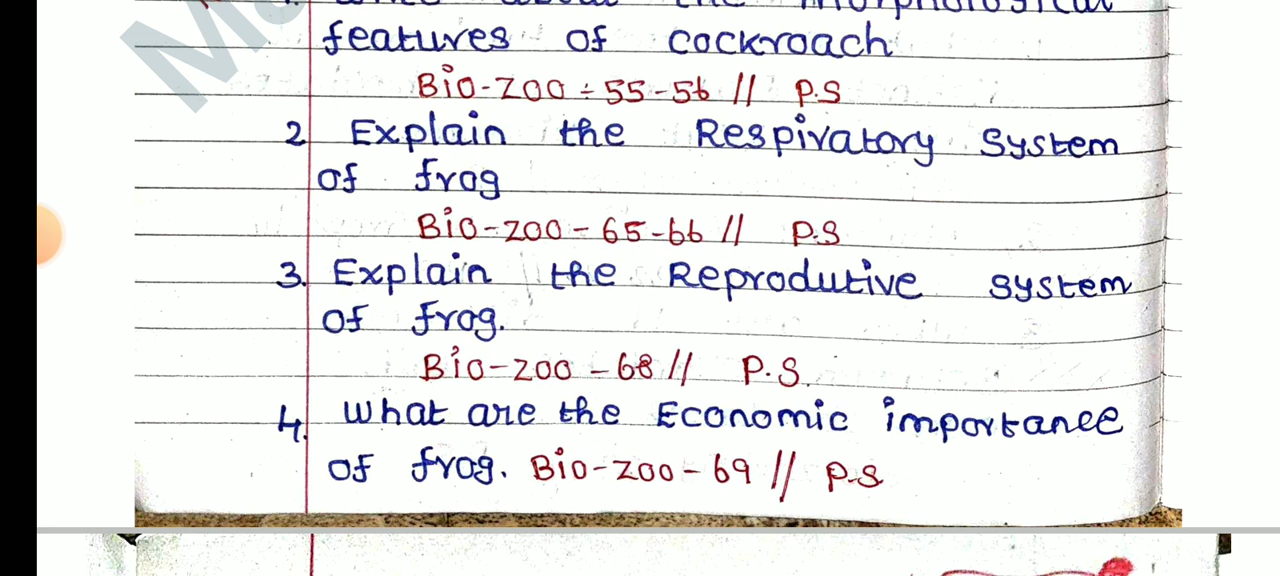 features of cockroach
Bio-Zoo - 55-56 // P.S
2. Explain the Respiratory System
of frog
Bio-zoo - 65-66 // P.S
3. Explain the Reprodutive system
of frog.
Bio-zoo - 68 // P.S.
4. What are the Economic importance
of frog. Bio-zoo - 69 // P.S